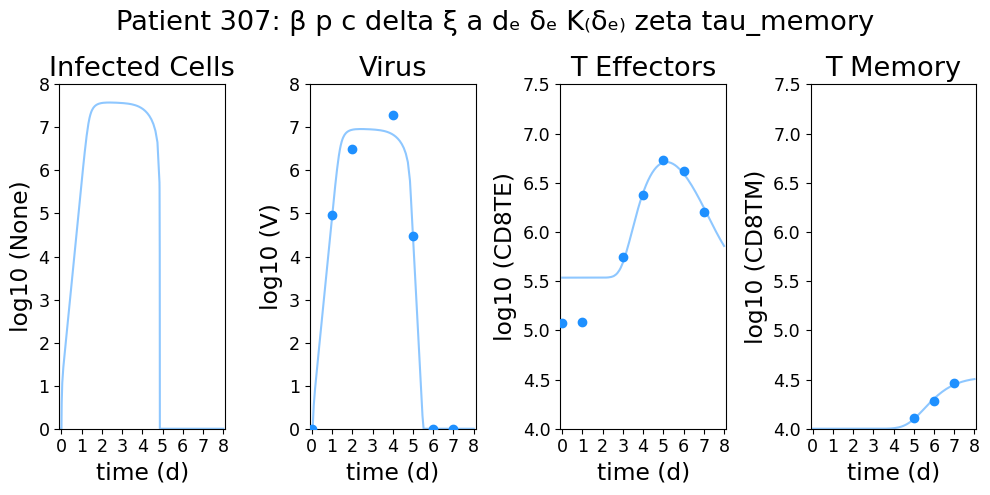 Patient 307: β p c delta ξ a dₑ δₑ K₍δₑ₎ zeta tau_memory
Infected Cells
Virus
T Effectors
T Memory
log10 (None)
8
7
6
5
4
3
2
1
0
0 1 2 3 4 5 6 7 8
time (d)
log10 (V)
8
7
6
5
4
3
2
1
0
0 1 2 3 4 5 6 7 8
time (d)
log10 (CD8TE)
7.5
7.0
6.5
6.0
5.5
5.0
4.5
4.0
0 1 2 3 4 5 6 7 8
time (d)
log10 (CD8TM)
7.5
7.0
6.5
6.0
5.5
5.0
4.5
4.0
0 1 2 3 4 5 6 7 8
time (d)